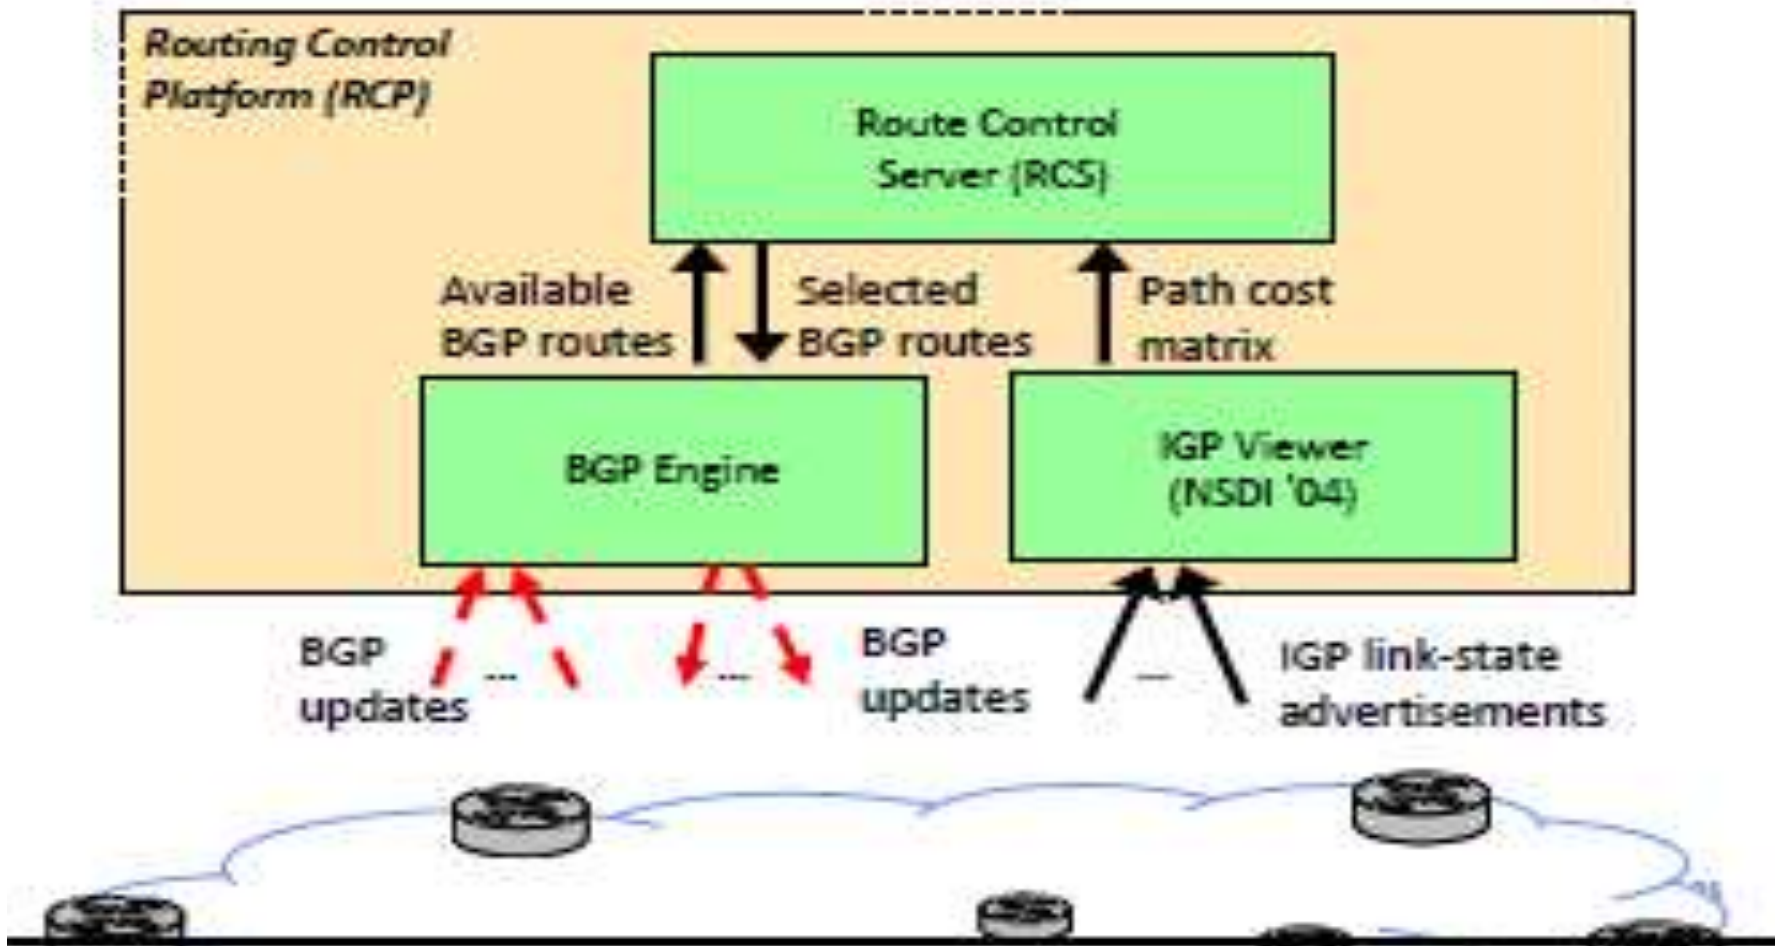 Routing Control
Platform (RCP)
Route Control
Server (RCS)
Available
BGP routes
Selected
BGP routes
Path cost
matrix
BGP Engine
IGP Viewer
(NSDI '04)
BGP
updates
...
...
BGP
updates
...
IGP link-state
advertisements